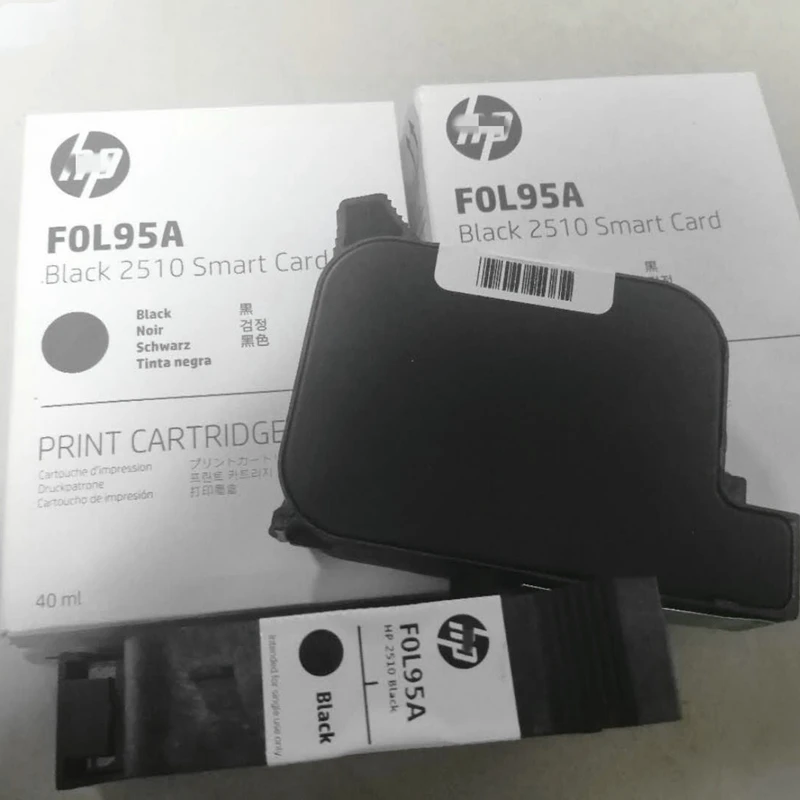 hp
F0L95A
Black 2510 Smart Card
Black
Noir
Schwarz
Tinta negra
黒
검정
黑色
PRINT CARTRIDGE
Cartouche d'impression
Druckpatrone
Cartucho de impresión
プリントカート
프린트 카트리지
打印墨盒
40 ml
hp
F0L95A
Black 2510 Smart Card
黒
hp
F0L95A
HP 2510 Black
Black
Intended for single use only